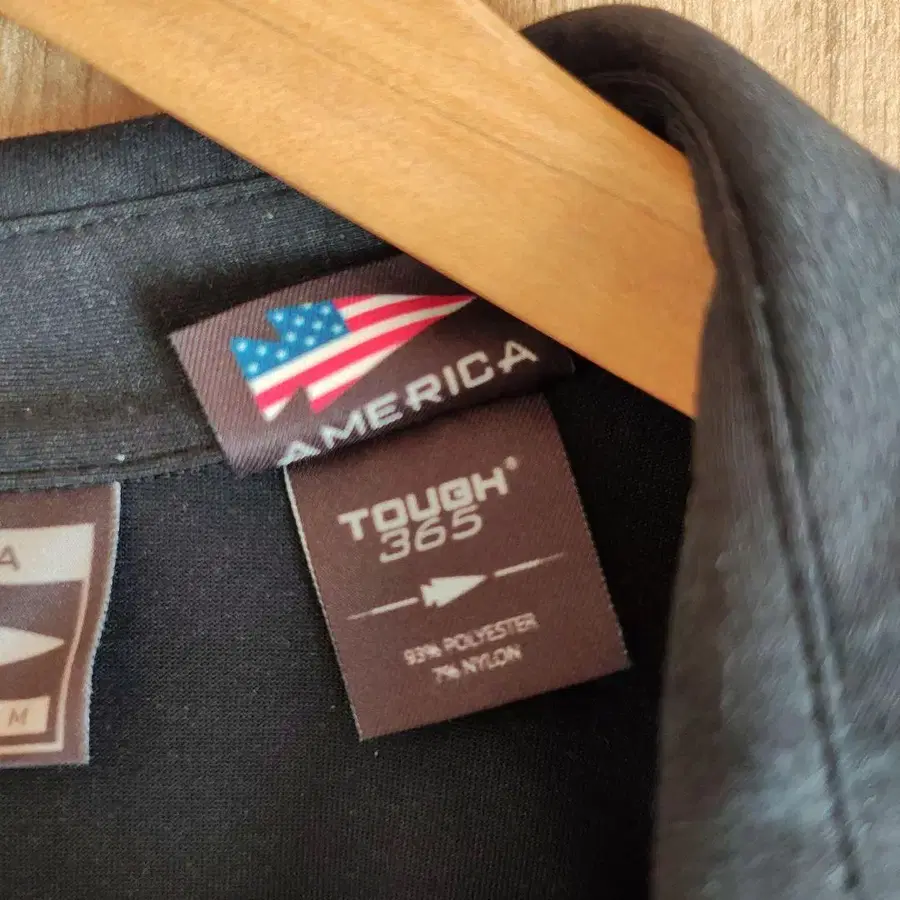 AMERICA
TOUGH®
365
93% POLYESTER
7% NYLON
A
M